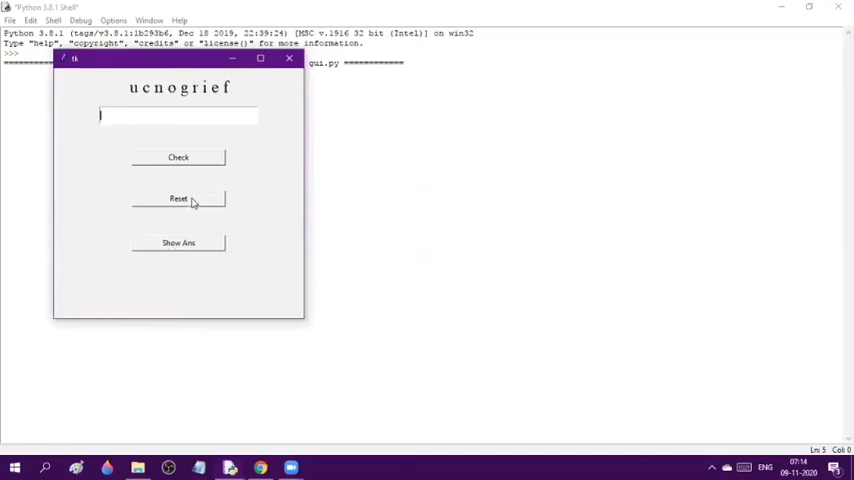 *Python 3.8.1 Shell*
File Edit Shell Debug Options Window Help
Python 3.8.1 (tags/v3.8.1:1b293b6, Dec 18 2019, 22:39:24) [MSC v.1916 32 bit (Intel)] on win32
Type "help", "copyright", "credits" or "license()" for more information.
>>>
gui.py ============
tk
u c n o g r i e f
Check
Reset
Show Ans
Ln: 5 Col: 0
ENG
07:14
09-11-2020